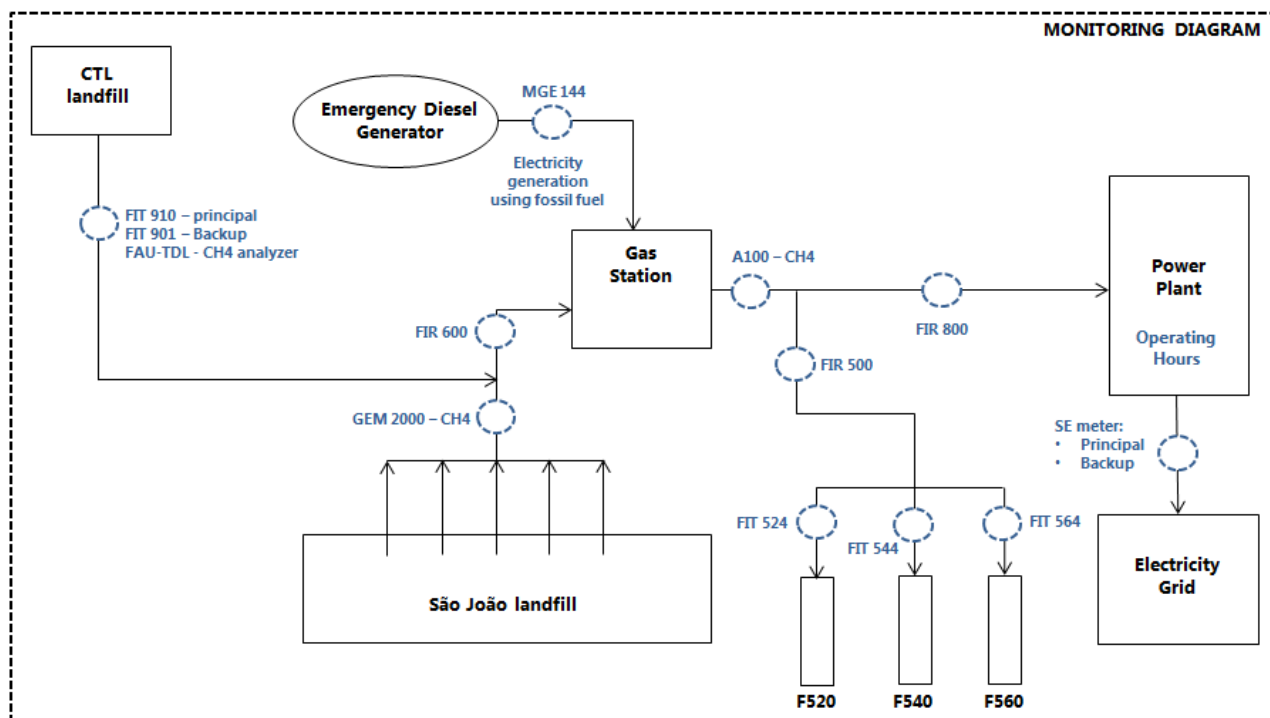 MONITORING DIAGRAM
CTL
landfill
Emergency Diesel
Generator
MGE 144
Electricity
generation
using fossil fuel
FIT 910 – principal
FIT 901 – Backup
FAU-TDL - CH4 analyzer
Gas
Station
A100 – CH4
FIR 800
Power
Plant
Operating
Hours
FIR 600
FIR 500
GEM 2000 – CH4
SE meter:
• Principal
• Backup
FIT 524
FIT 544
FIT 564
São João landfill
Electricity
Grid
F520
F540
F560